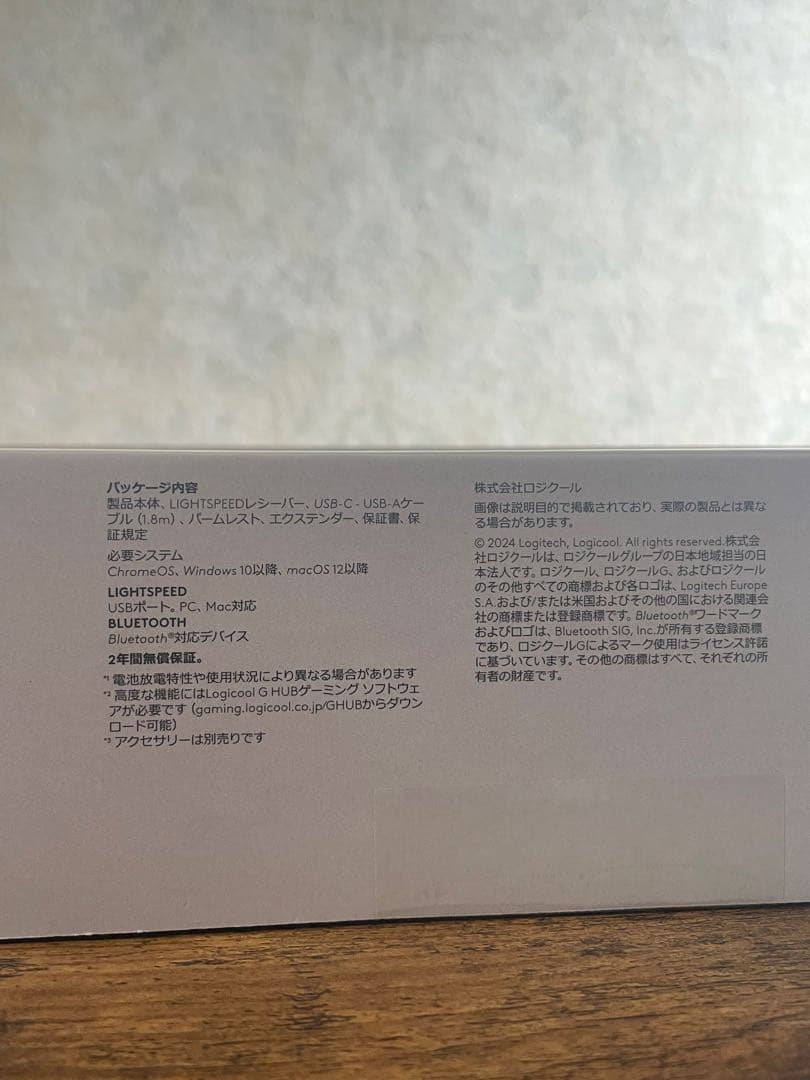 パッケージ内容
製品本体、LIGHTSPEEDレシーバー、USB-C - USB-Aケー
ブル (1.8m) 、パームレスト、エクステンダー、保証書、保
証規定
必要システム
ChromeOS、Windows 10以降、macOS 12以降
LIGHTSPEED
USBポート。PC、Mac対応
BLUETOOTH
Bluetooth®対応デバイス
2年間無償保証。
*1 電池放電特性や使用状況により異なる場合があります
*2 高度な機能にはLogicool G HUBゲーミング ソフトウェ
アが必要です (gaming.logicool.co.jp/GHUBからダウン
ロード可能)
*3 アクセサリーは別売りです
株式会社ロジクール
画像は説明目的で掲載されており、実際の製品とは異な
る場合があります。
© 2024 Logitech, Logicool. All rights reserved.株式会
社ロジクールは、ロジクールグループの日本地域担当の日
本法人です。ロジクール、ロジクールG、およびロジクール
のその他すべての商標および各ロゴは、Logitech Europe
S.A.および/または米国およびその他の国における関連会
社の商標または登録商標です。Bluetooth®ワードマーク
およびロゴは、Bluetooth SIG, Inc.が所有する登録商標
であり、ロジクールGによるマーク使用はライセンス許諾
に基づいています。その他の商標はすべて、それぞれの所
有者の財産です。